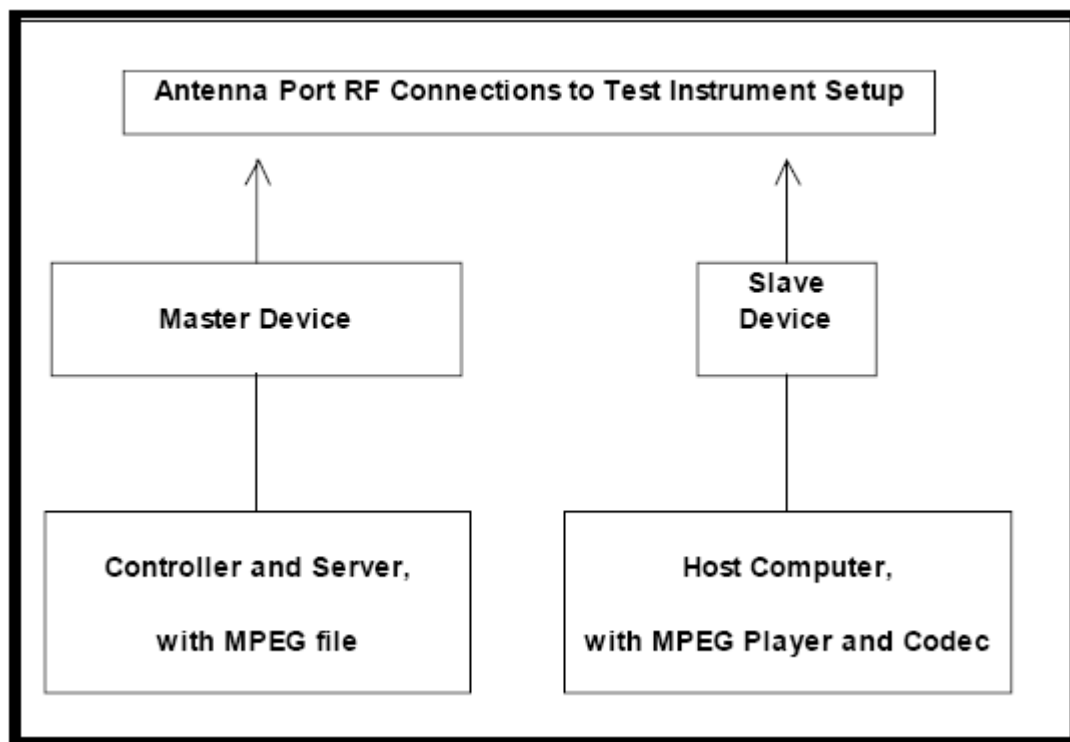 Antenna Port RF Connections to Test Instrument Setup
Master Device
Slave
Device
Controller and Server,
with MPEG file
Host Computer,
with MPEG Player and Codec